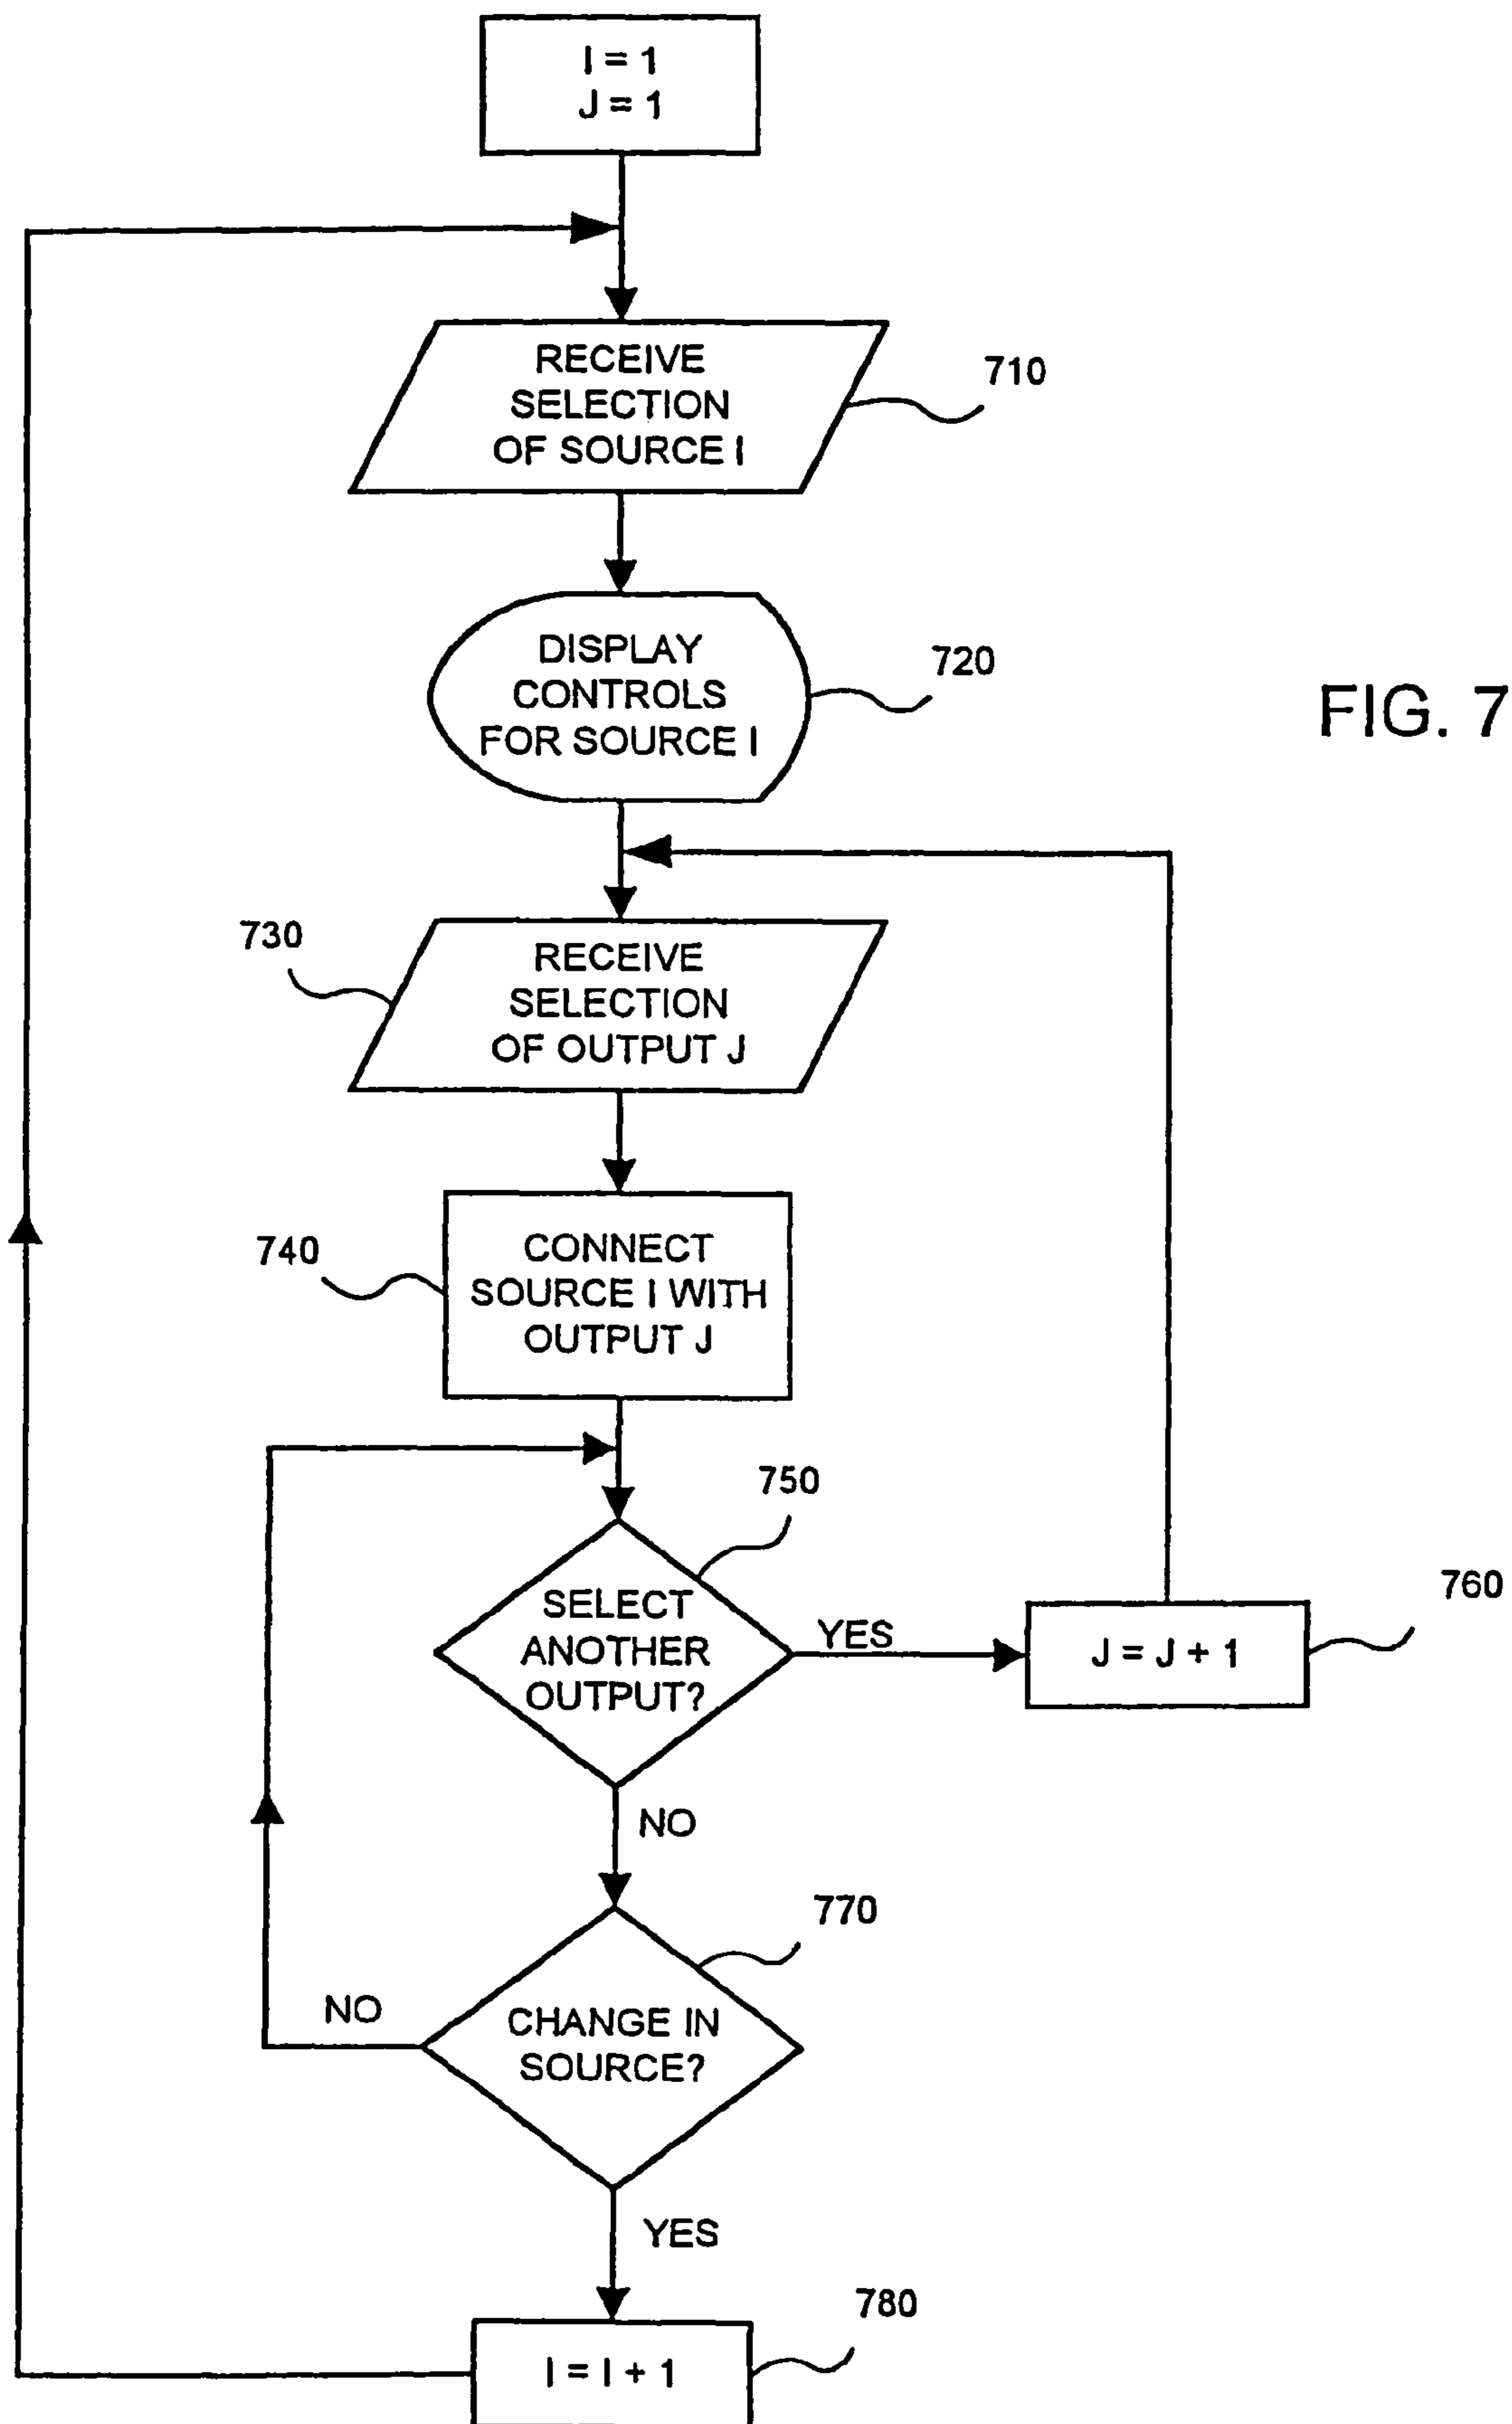 I = 1
J = 1
RECEIVE
SELECTION
OF SOURCE I
710
DISPLAY
CONTROLS
FOR SOURCE I
720
FIG. 7
730
RECEIVE
SELECTION
OF OUTPUT J
740
CONNECT
SOURCE I WITH
OUTPUT J
750
SELECT
ANOTHER
OUTPUT?
YES
760
J = J + 1
NO
770
CHANGE IN
SOURCE?
NO
YES
780
I = I + 1